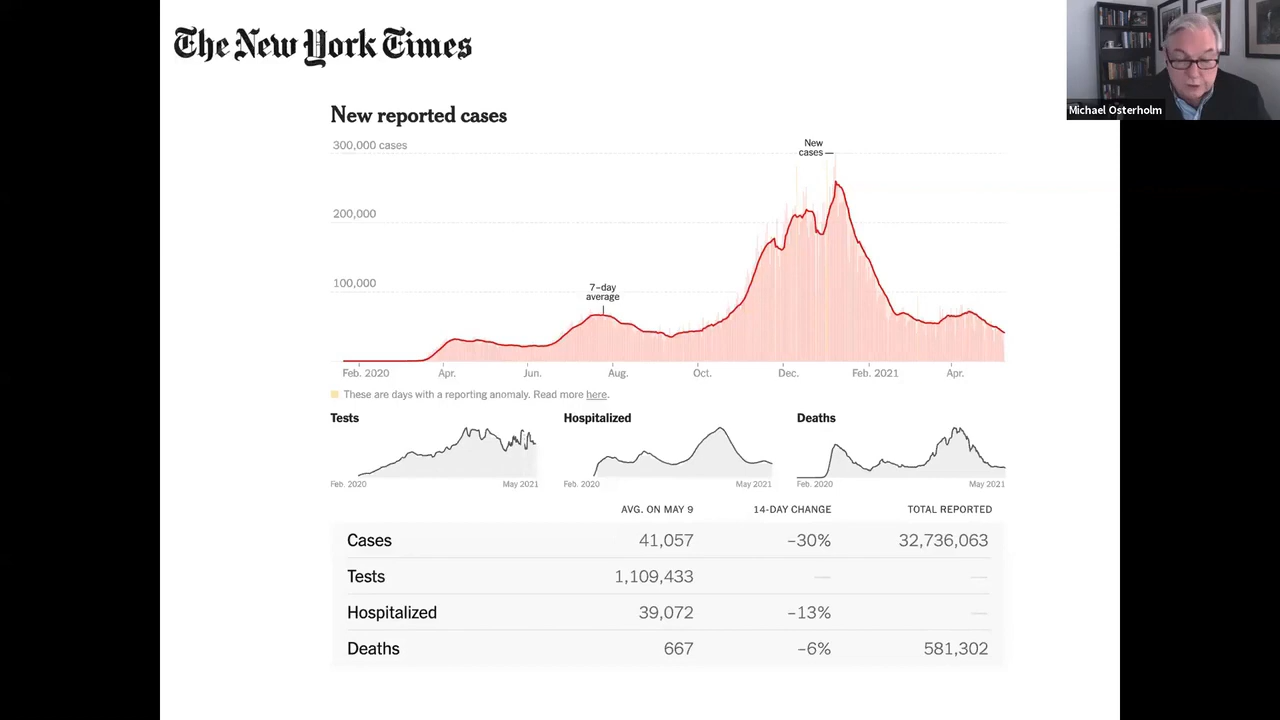 The New York Times
Michael Osterholm
New reported cases
300,000 cases
New
cases
200,000
100,000
7–day
average
Feb. 2020 Apr. Jun. Aug. Oct. Dec. Feb. 2021 Apr.
These are days with a reporting anomaly. Read more here.
Tests Hospitalized Deaths
Feb. 2020 May 2021 Feb. 2020 May 2021 Feb. 2020 May 2021
AVG. ON MAY 9 14-DAY CHANGE TOTAL REPORTED
Cases 41,057 –30% 32,736,063
Tests 1,109,433 — —
Hospitalized 39,072 –13% —
Deaths 667 –6% 581,302